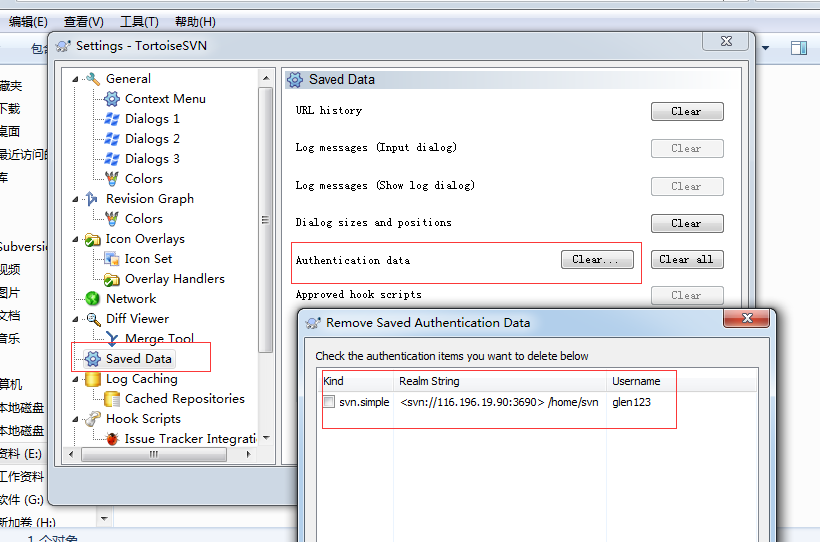 编辑(E) 查看(V) 工具(T) 帮助(H)
Settings - TortoiseSVN
General
Context Menu
Dialogs 1
Dialogs 2
Dialogs 3
Colors
Revision Graph
Colors
Icon Overlays
Icon Set
Overlay Handlers
Network
Diff Viewer
Merge Tool
Saved Data
Log Caching
Cached Repositories
Hook Scripts
Issue Tracker Integrati
Saved Data
URL history Clear
Log messages (Input dialog) Clear
Log messages (Show log dialog) Clear
Dialog sizes and positions Clear
Authentication data Clear... Clear all
Approved hook scripts Clear
Remove Saved Authentication Data
Check the authentication items you want to delete below
Kind Realm String Username
svn.simple <svn://116.196.19.90:3690> /home/svn glen123
包含
藏夹
下载
桌面
最近访问的
库
Subversio
视频
图片
文档
音乐
算机
本地磁盘
本地磁盘
资料 (E:)
工作资料
软件 (G:)
新加卷 (H:)
1 个对象